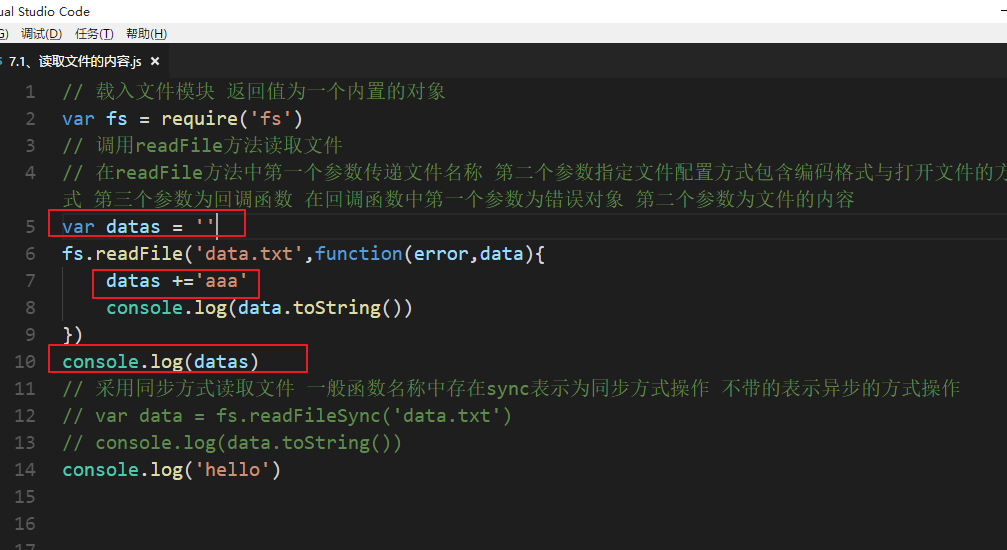 ual Studio Code
G) 调试(D) 任务(T) 帮助(H)
7.1、读取文件的内容.js ×
1 // 载入文件模块 返回值为一个内置的对象
2 var fs = require('fs')
3 // 调用readFile方法读取文件
4 // 在readFile方法中第一个参数传递文件名称 第二个参数指定文件配置方式包含编码格式与打开文件的方
式 第三个参数为回调函数 在回调函数中第一个参数为错误对象 第二个参数为文件的内容
5 var datas = ''
6 fs.readFile('data.txt',function(error,data){
7 datas +='aaa'
8 console.log(data.toString())
9 })
10 console.log(datas)
11 // 采用同步方式读取文件 一般函数名称中存在sync表示为同步方式操作 不带的表示异步的方式操作
12 // var data = fs.readFileSync('data.txt')
13 // console.log(data.toString())
14 console.log('hello')
15
16
17